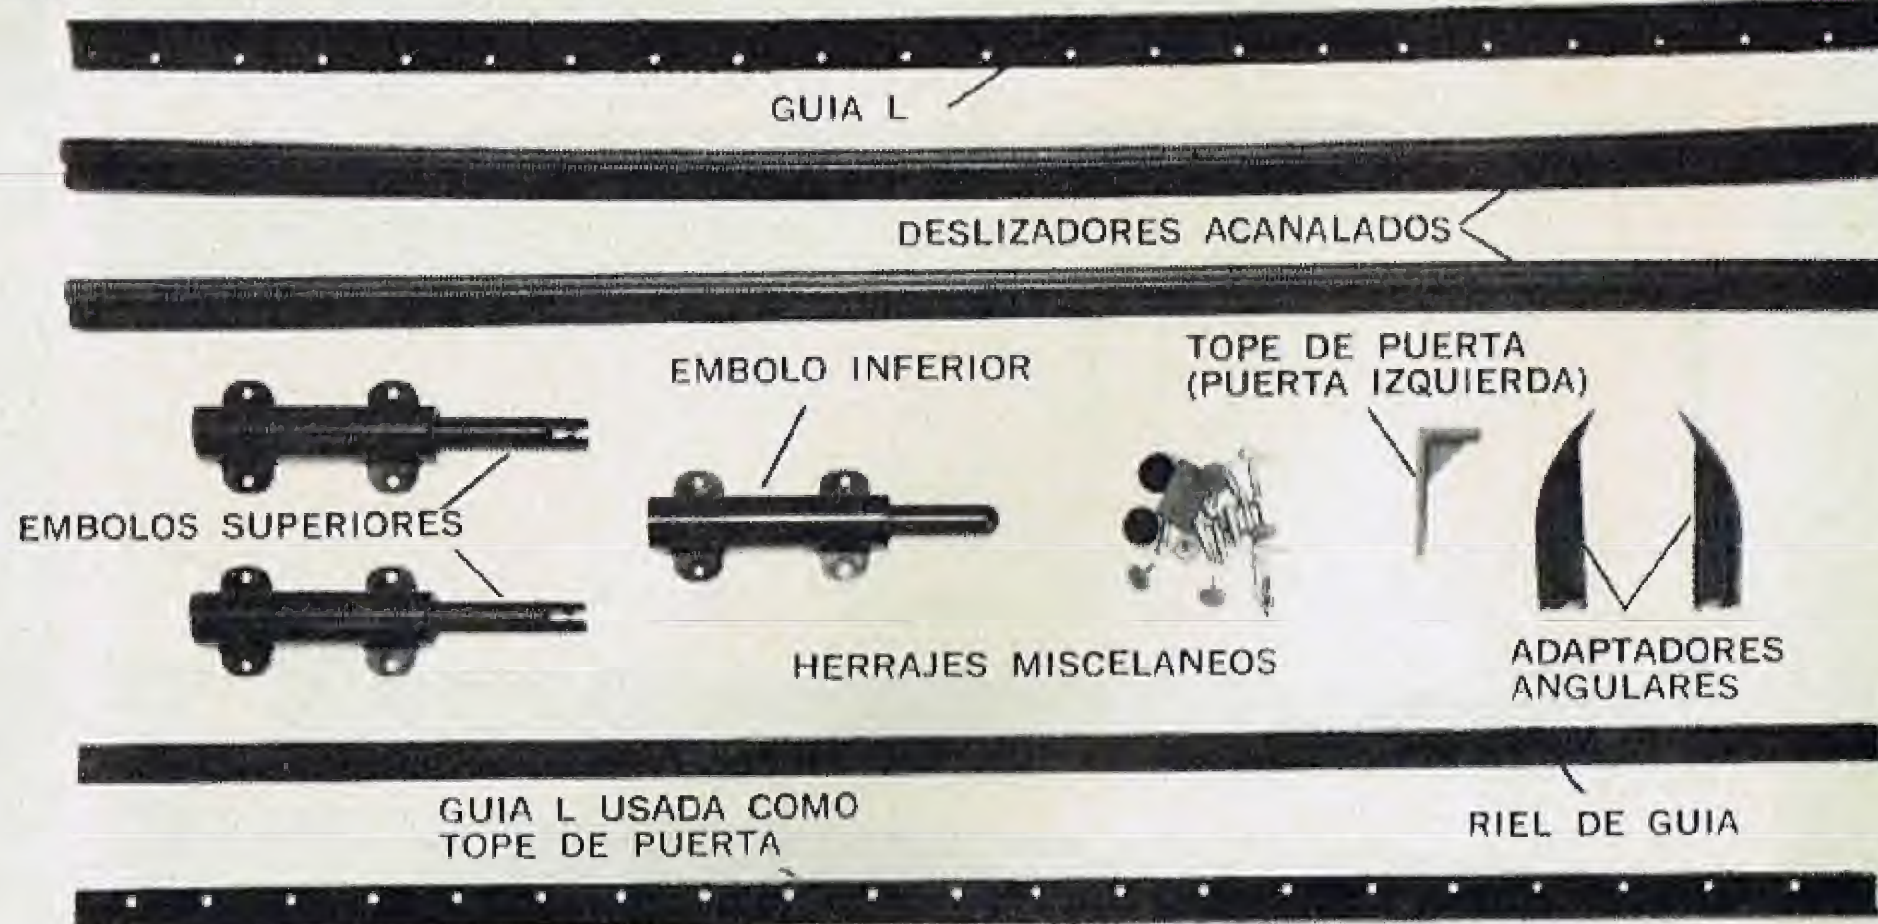 GUIA L
DESLIZADORES ACANALADOS
EMBOLO INFERIOR
TOPE DE PUERTA
(PUERTA IZQUIERDA)
EMBOLOS SUPERIORES
HERRAJES MISCELANEOS
ADAPTADORES
ANGULARES
GUIA L USADA COMO
TOPE DE PUERTA
RIEL DE GUIA